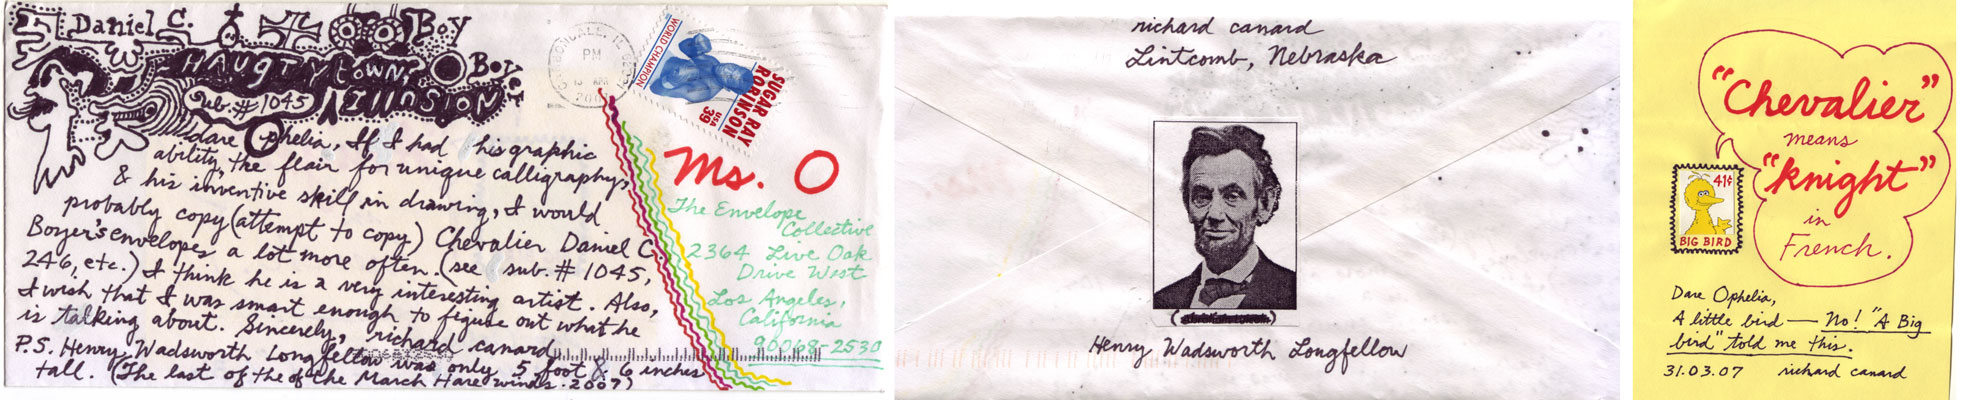 Daniel C. Boy
HAUGTY town, O Boy
Sub. # 1045 Illusion
dare Ophelia, If I had his graphic
ability, the flair for unique calligraphy,
& his inventive skill in drawing, I would
probably copy (attempt to copy) Chevalier Daniel C.
Boyer's envelopes a lot more often. (see sub. # 1045,
246, etc.) I think he is a very interesting artist. Also,
I wish that I was smart enough to figure out what he
is talking about. Sincerely, richard canard
P.S. Henry Wadsworth Longfellow was only 5 foot & 6 inches
tall. (The last of the of the March Hare winds. 2007)
PM
APR
WORLD CHAMPION
SUGAR RAY
ROBINSON
USA
39
Ms. O
The Envelope
Collective
2364 Live Oak
Drive West
Los Angeles,
California
90068-2530
richard canard
Lintcomb, Nebraska
Henry Wadsworth Longfellow
"Chevalier"
means
"knight"
in
French.
41¢
BIG BIRD
Dare Ophelia,
A little bird — No! "A Big
bird" told me this.
31.03.07 richard canard